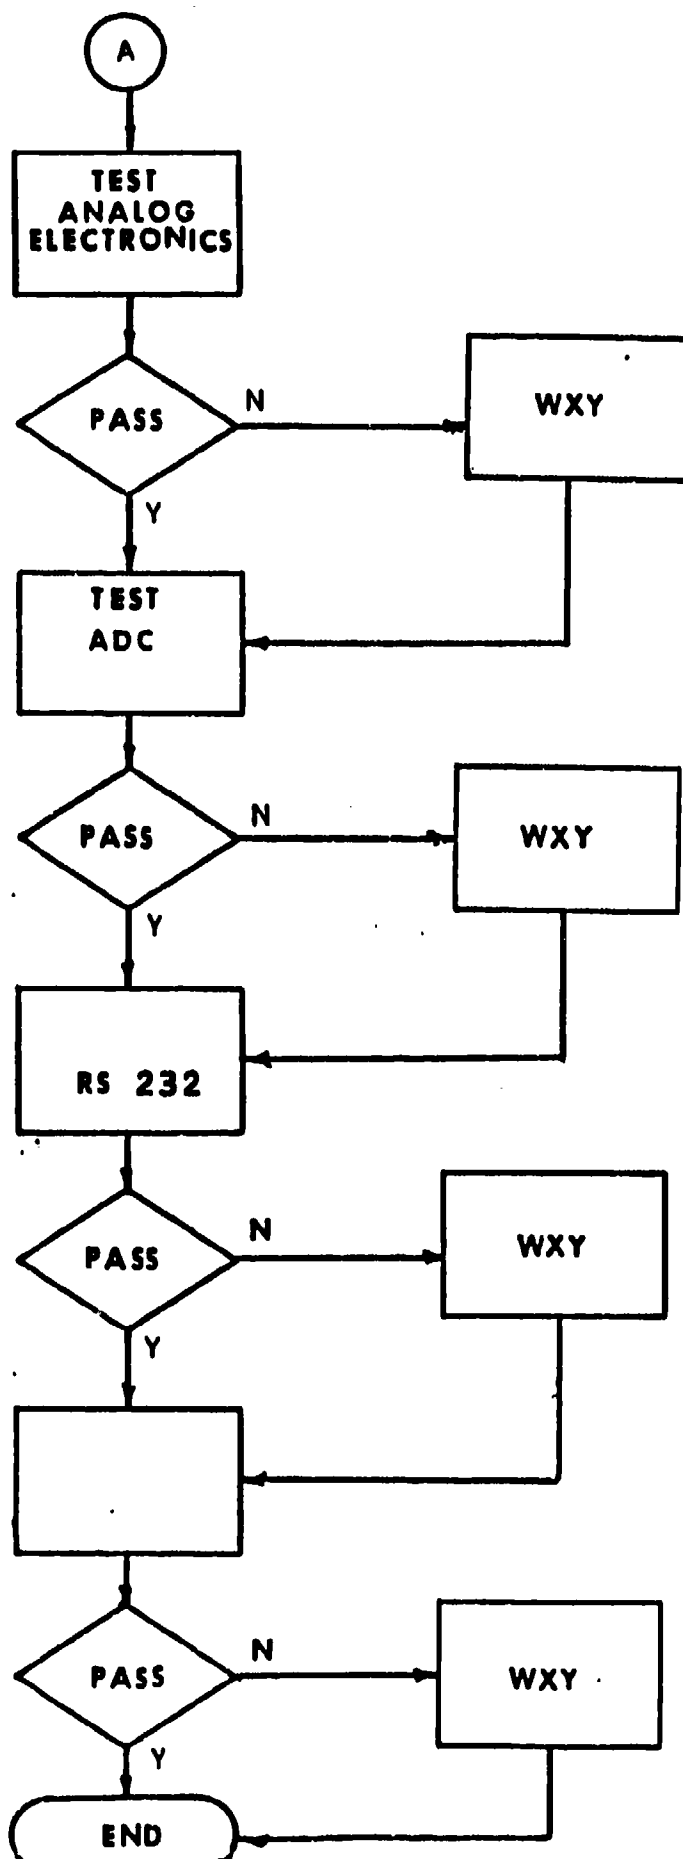 A
TEST
ANALOG
ELECTRONICS
PASS
N
WXY
Y
TEST
ADC
PASS
N
WXY
Y
RS 232
PASS
N
WXY
Y
PASS
N
WXY
Y
END